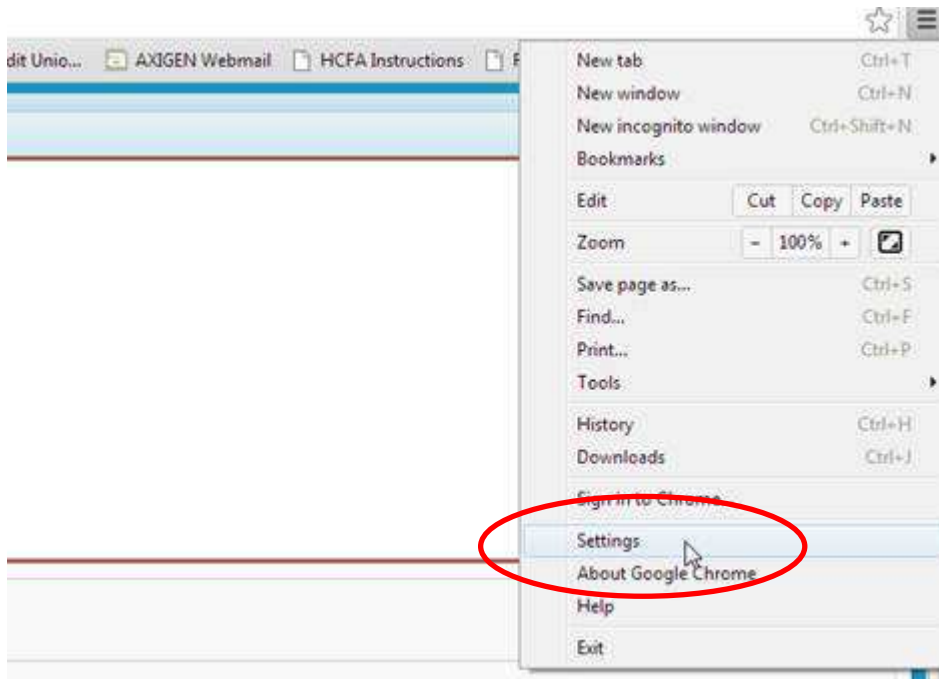 dit Unio... AXIGEN Webmail HCFA Instructions
New tab Ctrl+T
New window Ctrl+N
New incognito window Ctrl+Shift+N
Bookmarks
Edit Cut Copy Paste
Zoom - 100% +
Save page as... Ctrl+S
Find... Ctrl+F
Print... Ctrl+P
Tools
History Ctrl+H
Downloads Ctrl+J
Sign in to Chrome...
Settings
About Google Chrome
Help
Exit